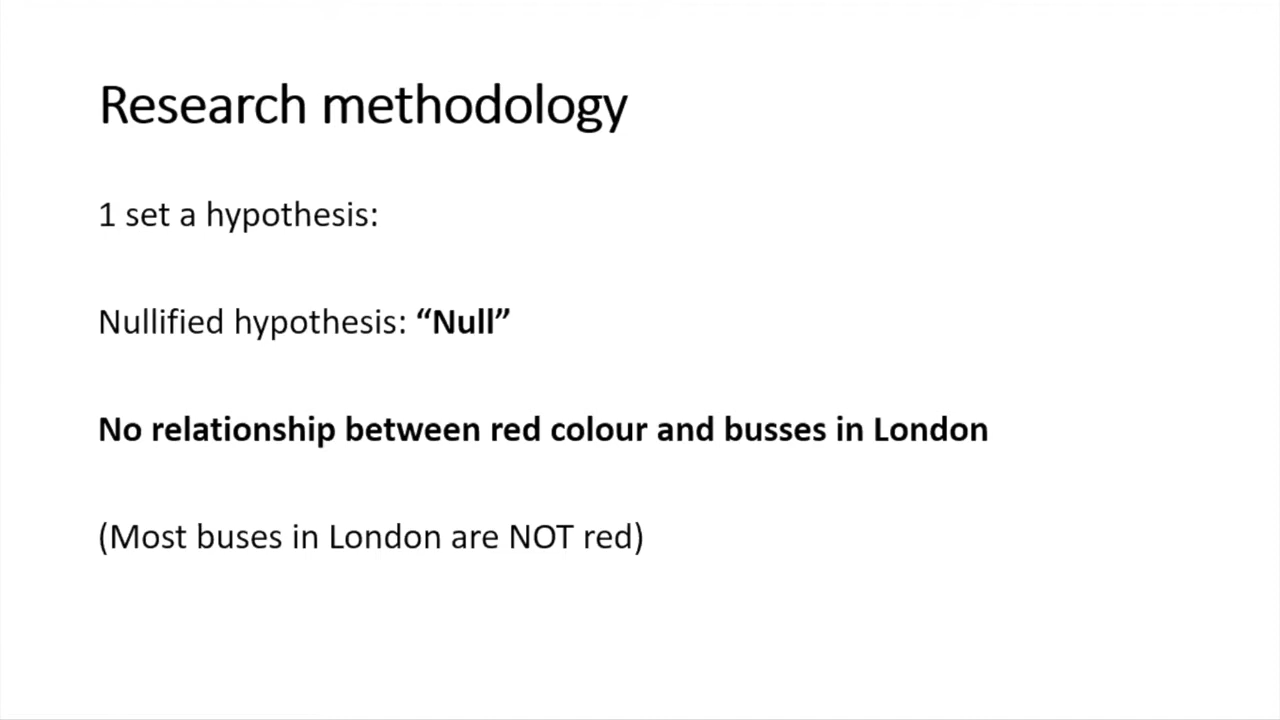 Research methodology
1 set a hypothesis:
Nullified hypothesis: “Null”
No relationship between red colour and busses in London
(Most buses in London are NOT red)